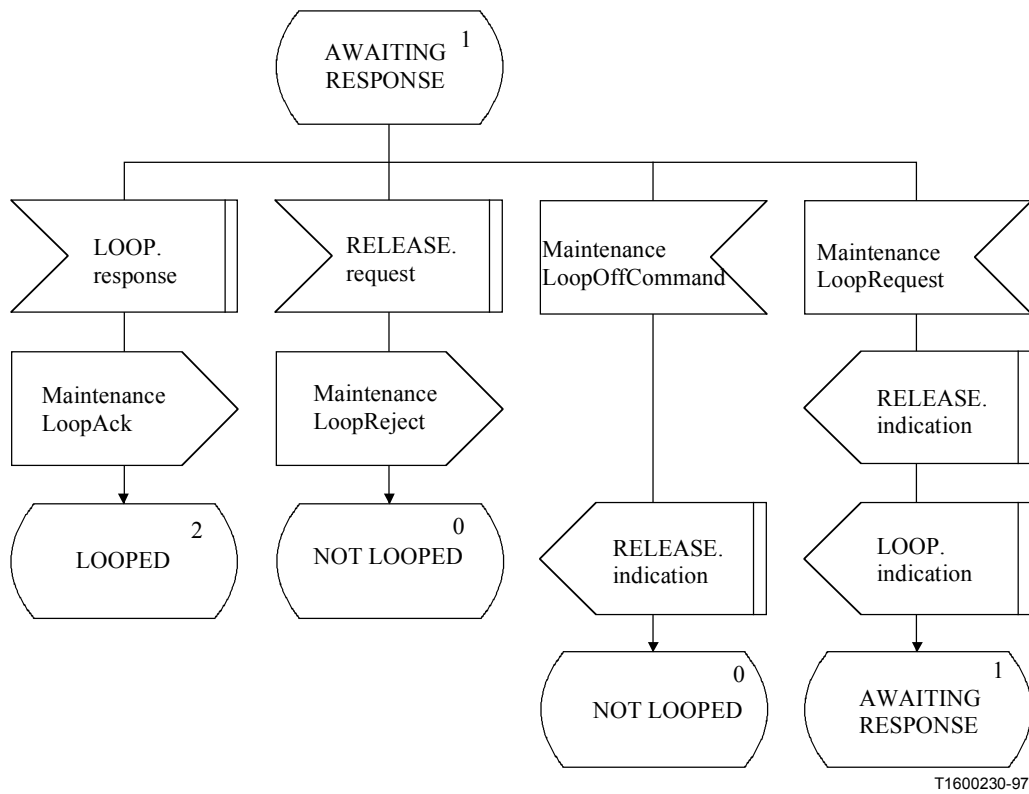 1
AWAITING
RESPONSE
LOOP.
response
RELEASE.
request
Maintenance
LoopOffCommand
Maintenance
LoopRequest
Maintenance
LoopAck
Maintenance
LoopReject
RELEASE.
indication
2
LOOPED
0
NOT LOOPED
RELEASE.
indication
LOOP.
indication
0
NOT LOOPED
1
AWAITING
RESPONSE
T1600230-97